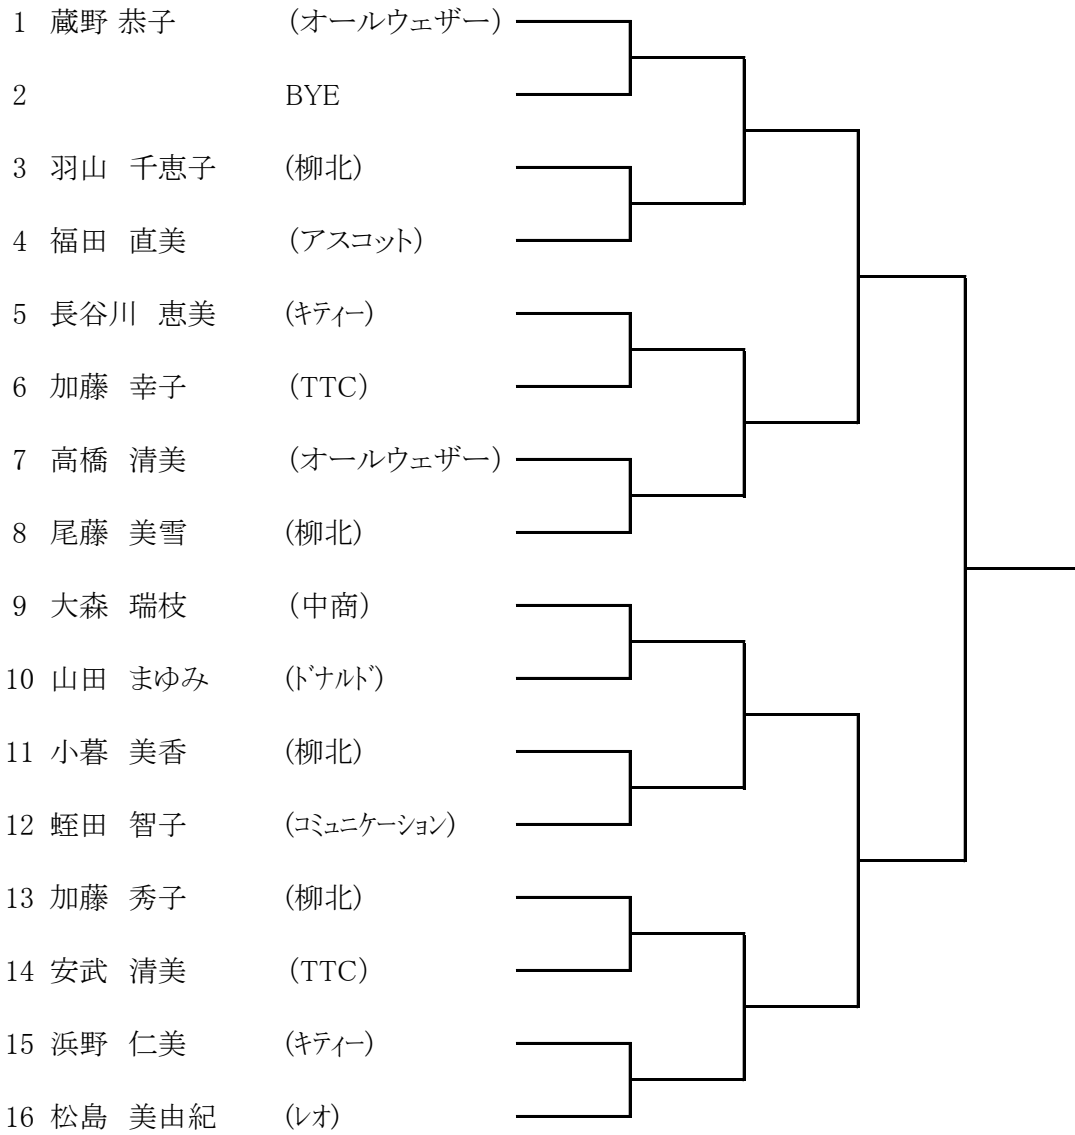 1 蔵野 恭子 (オールウェザー)
2 BYE
3 羽山 千恵子 (柳北)
4 福田 直美 (アスコット)
5 長谷川 恵美 (ｷﾃｨｰ)
6 加藤 幸子 (TTC)
7 高橋 清美 (オールウェザー)
8 尾藤 美雪 (柳北)
9 大森 瑞枝 (中商)
10 山田 まゆみ (ﾄﾞﾅﾙﾄﾞ)
11 小暮 美香 (柳北)
12 蛭田 智子 (ｺﾐｭﾆｹｰｼｮﾝ)
13 加藤 秀子 (柳北)
14 安武 清美 (TTC)
15 浜野 仁美 (ｷﾃｨｰ)
16 松島 美由紀 (ﾚｵ)